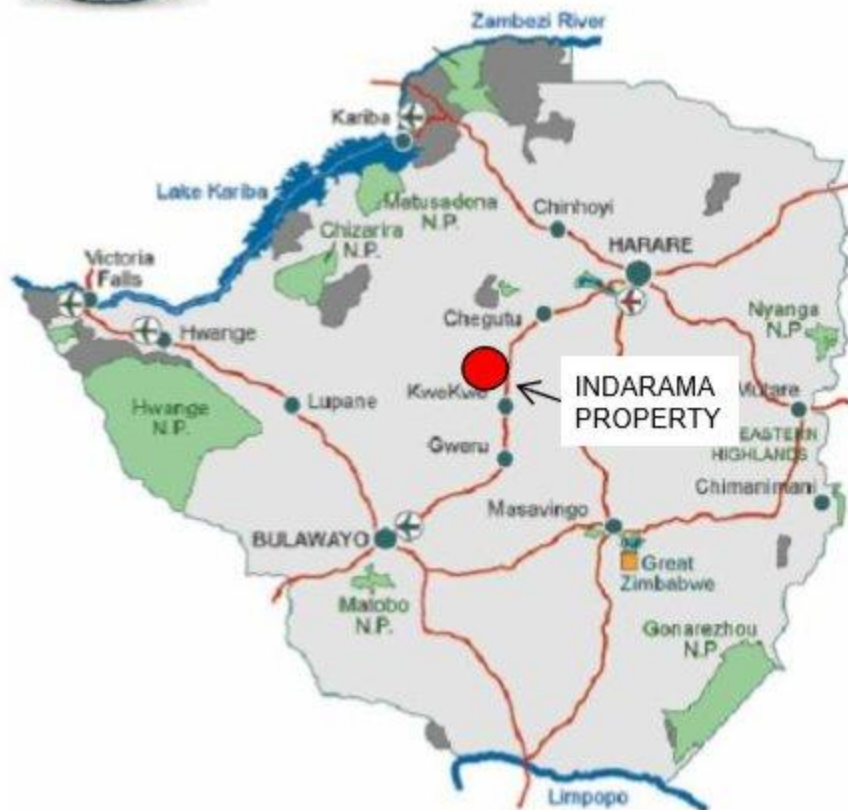 Zambezi River
Kariba
Lake Kariba
Matusadona
N.P.
Chinhoyi
Chizarira
N.P.
HARARE
Victoria
Falls
Chegutu
Nyanga
N.P
Hwange
INDARAMA
PROPERTY
KweKwe
Lupane
Mutare
Hwange
N.P.
EASTERN
HIGHLANDS
Gweru
Chimanimani
Masavingo
BULAWAYO
Great
Zimbabwe
Matobo
N.P.
Gonarezhou
N.P
Limpopo